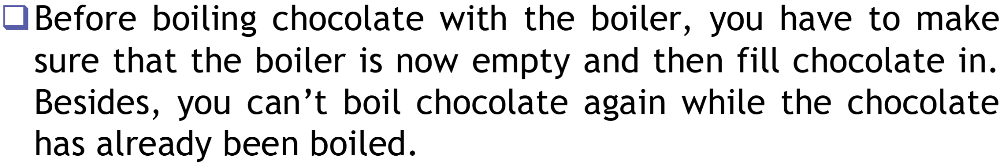 ❑Before boiling chocolate with the boiler, you have to make
sure that the boiler is now empty and then fill chocolate in.
Besides, you can’t boil chocolate again while the chocolate
has already been boiled.